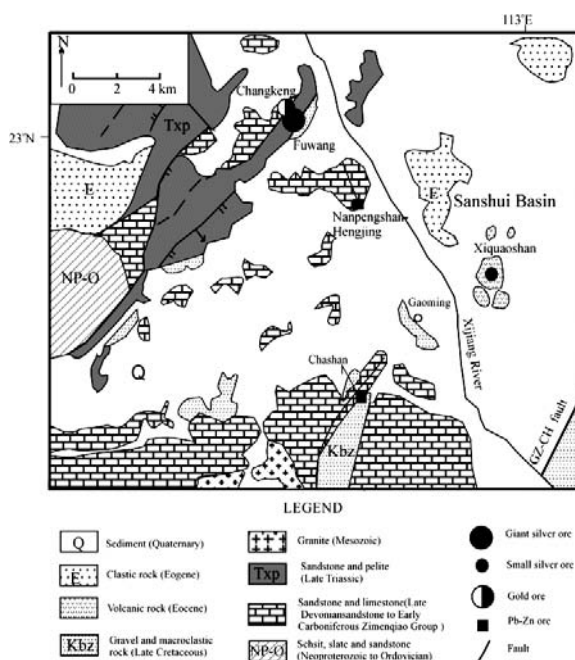 113°E
N
0 2 4 km
Changkeng
Txp
23°N
Fuwang
E
E
Sanshui Basin
Nanpengshan-
Hengjing
Xiquaoshan
NP-O
Gaoming
Xijiang River
Q
Chashan
GZ-CH fault
Kbz
LEGEND
Q Sediment (Quaternary)
E Clastic rock (Eogene)
Volcanic rock (Eocene)
Kbz Gravel and macroclastic
rock (Late Cretaceous)
Granite (Mesozoic)
Txp Sandstone and pelite
(Late Triassic)
Sandstone and limestone(Late
Devomansandstone to Early
Carboniferous Zimenqiao Group )
NP-O Schsit, slate and sandstone
(Neoproterozoic to Ordovician)
Giant silver ore
Small silver ore
Gold ore
Pb-Zn ore
Fault